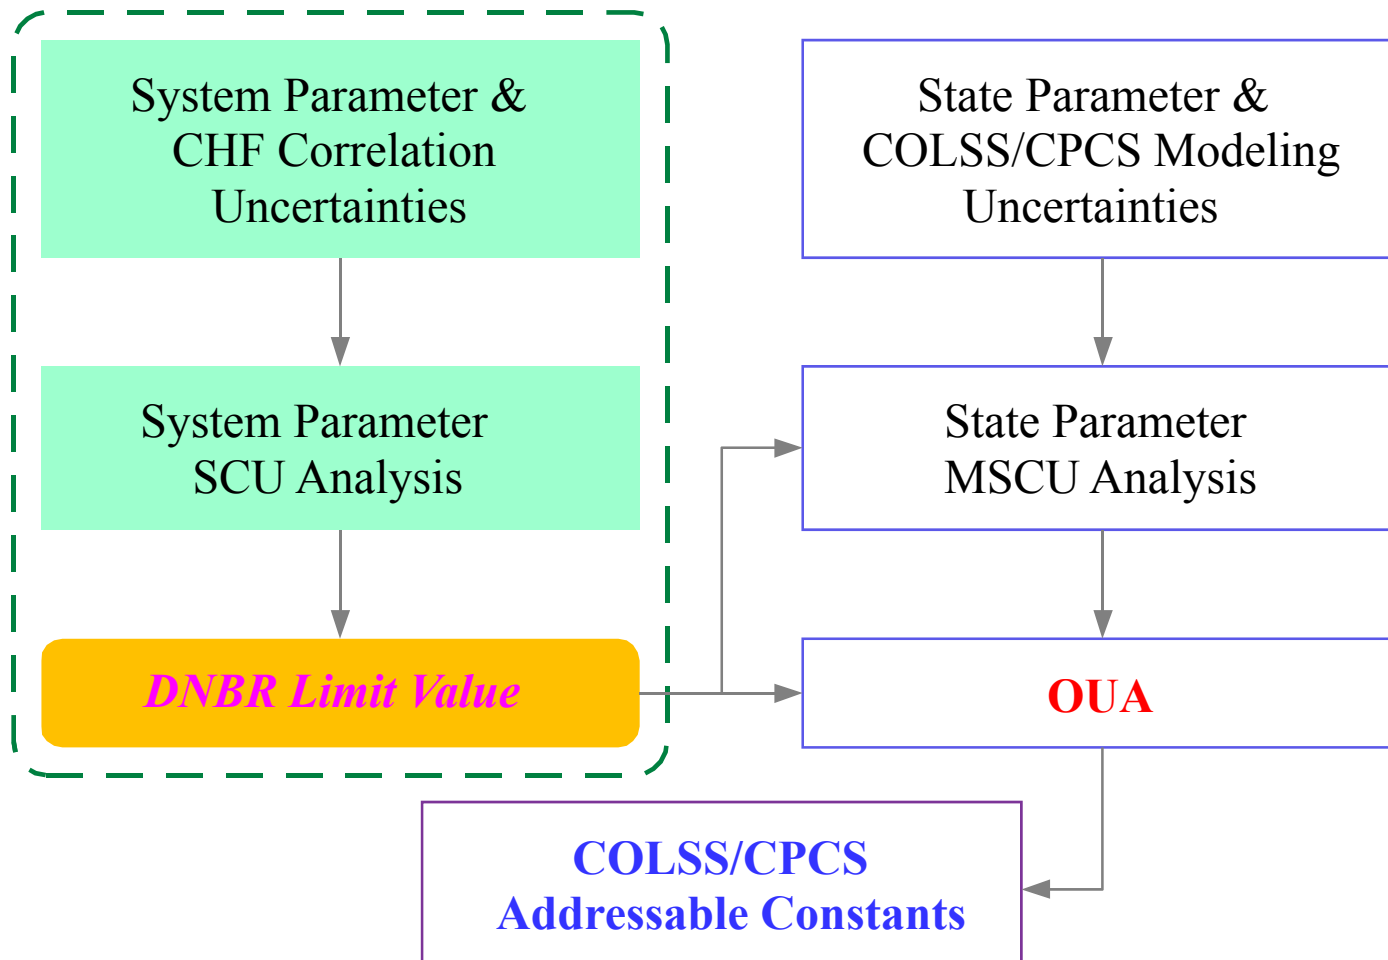 System Parameter &
CHF Correlation
Uncertainties
State Parameter &
COLSS/CPCS Modeling
Uncertainties
System Parameter
SCU Analysis
State Parameter
MSCU Analysis
DNBR Limit Value
OUA
COLSS/CPCS
Addressable Constants